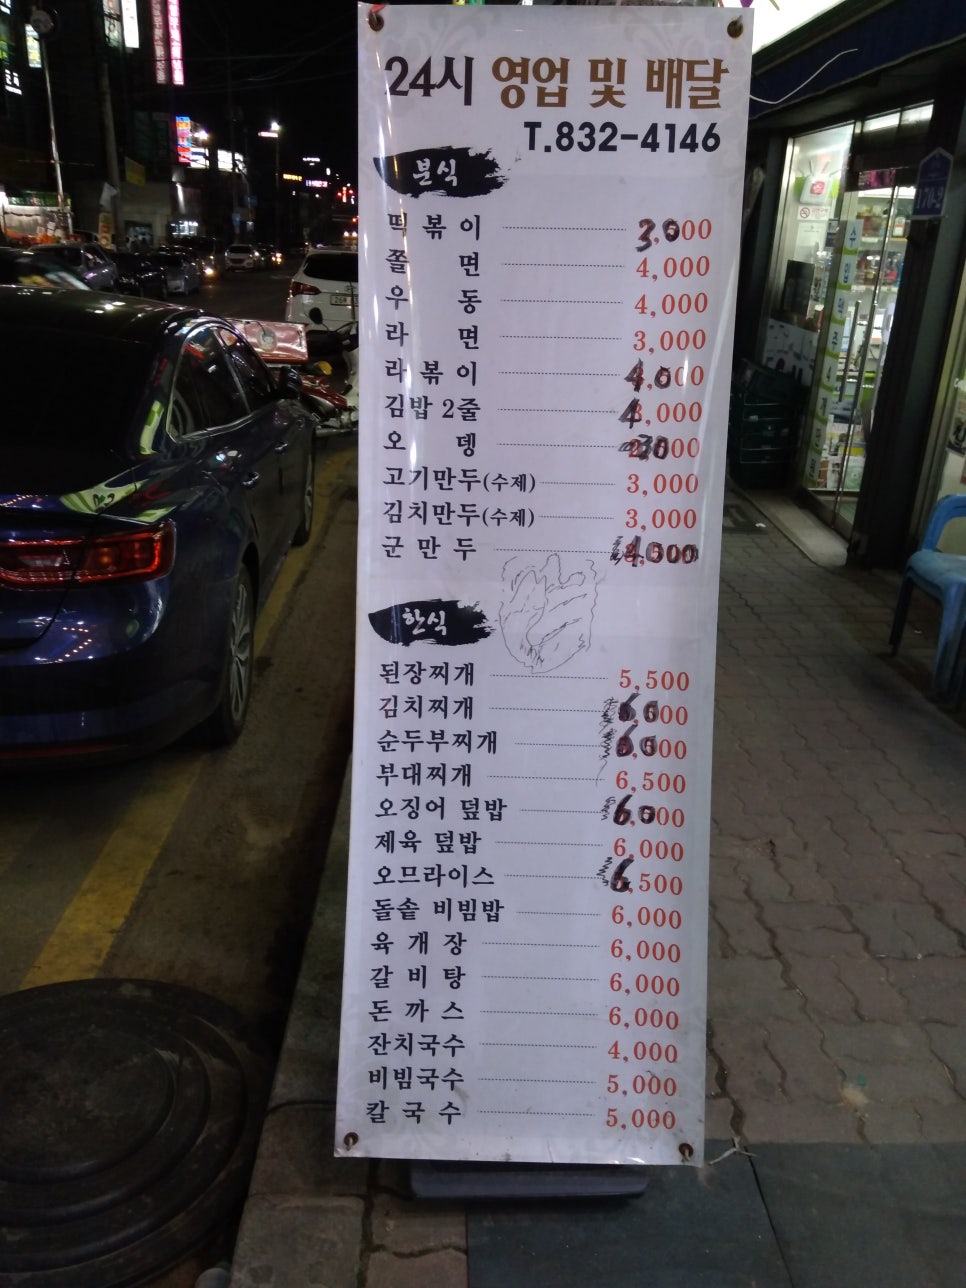 24시 영업 및 배달
T.832-4146
분식
떡볶이 3,000
쫄면 4,000
우동 4,000
라면 3,000
라볶이 4,000
김밥 2줄 4,000
오뎅 3,000
고기만두(수제) 3,000
김치만두(수제) 3,000
군만두
한식
된장찌개 5,500
김치찌개 6,000
순두부찌개 6,000
부대찌개 6,500
오징어 덮밥 6,000
제육 덮밥 6,000
오므라이스 6,500
돌솥 비빔밥 6,000
육개장 6,000
갈비탕 6,000
돈까스 6,000
잔치국수 4,000
비빔국수 5,000
칼국수 5,000